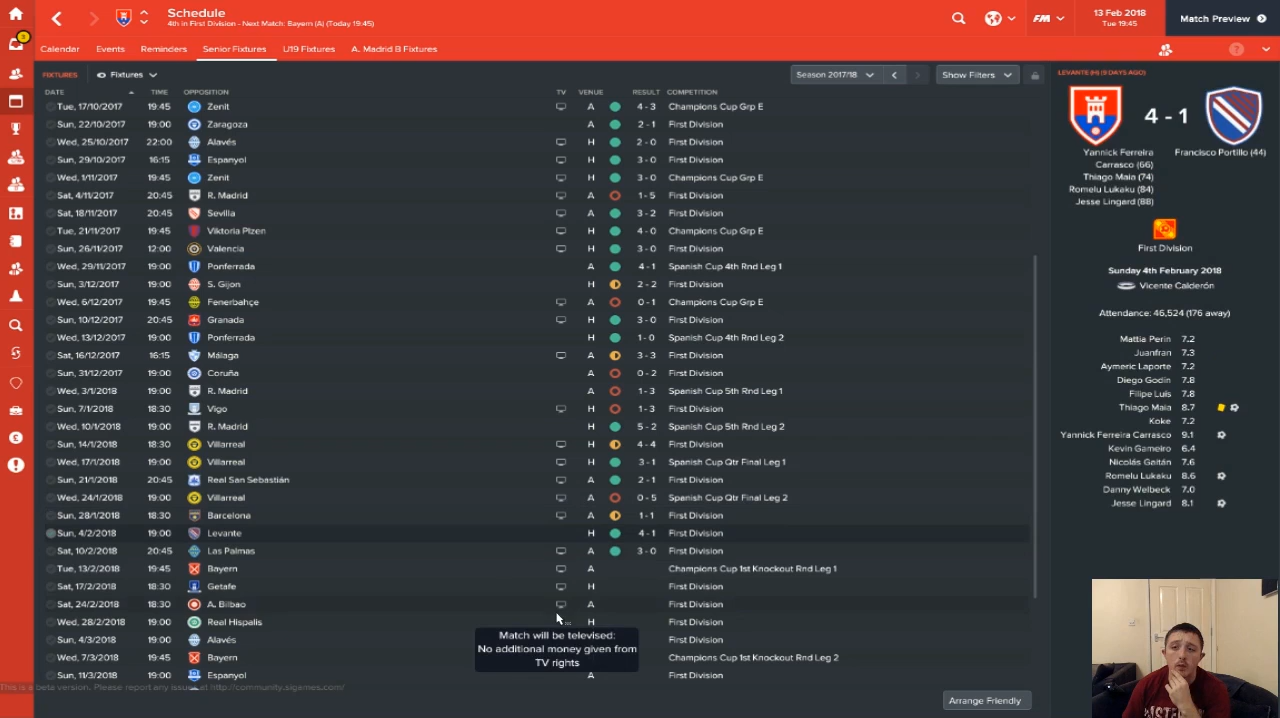 Schedule
4th in First Division - Next Match: Bayern (A) (Today 19:45)
FM
13 Feb 2018
Tue 19:45
Match Preview
3
Calendar Events Reminders Senior Fixtures U19 Fixtures A. Madrid B Fixtures
FIXTURES Fixtures Season 2017/18 Show Filters
DATE TIME OPPOSITION TV VENUE RESULT COMPETITION
Tue, 17/10/2017 19:45 Zenit A 4 - 3 Champions Cup Grp E
Sun, 22/10/2017 19:00 Zaragoza A 2 - 1 First Division
Wed, 25/10/2017 22:00 Alavés H 2 - 0 First Division
Sun, 29/10/2017 16:15 Espanyol H 3 - 0 First Division
Wed, 1/11/2017 19:45 Zenit H 3 - 0 Champions Cup Grp E
Sat, 4/11/2017 20:45 R. Madrid A 1 - 5 First Division
Sat, 18/11/2017 20:45 Sevilla A 3 - 2 First Division
Tue, 21/11/2017 19:45 Viktoria Plzen H 4 - 0 Champions Cup Grp E
Sun, 26/11/2017 12:00 Valencia H 3 - 0 First Division
Wed, 29/11/2017 19:00 Ponferrada A 4 - 1 Spanish Cup 4th Rnd Leg 1
Sun, 3/12/2017 19:00 S. Gijon H 2 - 2 First Division
Wed, 6/12/2017 19:45 Fenerbahçe A 0 - 1 Champions Cup Grp E
Sun, 10/12/2017 20:45 Granada H 3 - 0 First Division
Wed, 13/12/2017 19:00 Ponferrada H 1 - 0 Spanish Cup 4th Rnd Leg 2
Sat, 16/12/2017 16:15 Málaga A 3 - 3 First Division
Sun, 31/12/2017 19:00 Coruña A 0 - 2 First Division
Wed, 3/1/2018 19:00 R. Madrid A 1 - 3 Spanish Cup 5th Rnd Leg 1
Sun, 7/1/2018 18:30 Vigo H 1 - 3 First Division
Wed, 10/1/2018 19:00 R. Madrid H 5 - 2 Spanish Cup 5th Rnd Leg 2
Sun, 14/1/2018 18:30 Villarreal H 4 - 4 First Division
Wed, 17/1/2018 19:00 Villarreal H 3 - 1 Spanish Cup Qtr Final Leg 1
Sun, 21/1/2018 20:45 Real San Sebastián A 2 - 1 First Division
Wed, 24/1/2018 19:00 Villarreal A 0 - 5 Spanish Cup Qtr Final Leg 2
Sun, 28/1/2018 18:30 Barcelona A 1 - 1 First Division
Sun, 4/2/2018 19:00 Levante H 4 - 1 First Division
Sat, 10/2/2018 20:45 Las Palmas A 3 - 0 First Division
Tue, 13/2/2018 19:45 Bayern A Champions Cup 1st Knockout Rnd Leg 1
Sat, 17/2/2018 18:30 Getafe H First Division
Sat, 24/2/2018 18:30 A. Bilbao A First Division
Wed, 28/2/2018 19:00 Real Hispalis H First Division
Sun, 4/3/2018 19:00 Alavés First Division
Wed, 7/3/2018 19:45 Bayern Champions Cup 1st Knockout Rnd Leg 2
Sun, 11/3/2018 19:00 Espanyol A First Division
Match will be televised:
No additional money given from
TV rights
This is a beta version. Please report any issues at http://community.sigames.com/
Arrange Friendly
LEVANTE (H) (9 DAYS AGO)
4 - 1
Yannick Ferreira
Carrasco (66)
Thiago Maia (74)
Romelu Lukaku (84)
Jesse Lingard (88)
Francisco Portillo (44)
First Division
Sunday 4th February 2018
Vicente Calderón
Attendance: 46,524 (176 away)
Mattia Perin 7.2
Juanfran 7.3
Aymeric Laporte 7.2
Diego Godín 7.8
Filipe Luis 7.8
Thiago Maia 8.7
Koke 7.2
Yannick Ferreira Carrasco 9.1
Kevin Gameiro 6.4
Nicolás Gaitán 7.6
Romelu Lukaku 8.6
Danny Welbeck 7.0
Jesse Lingard 8.1